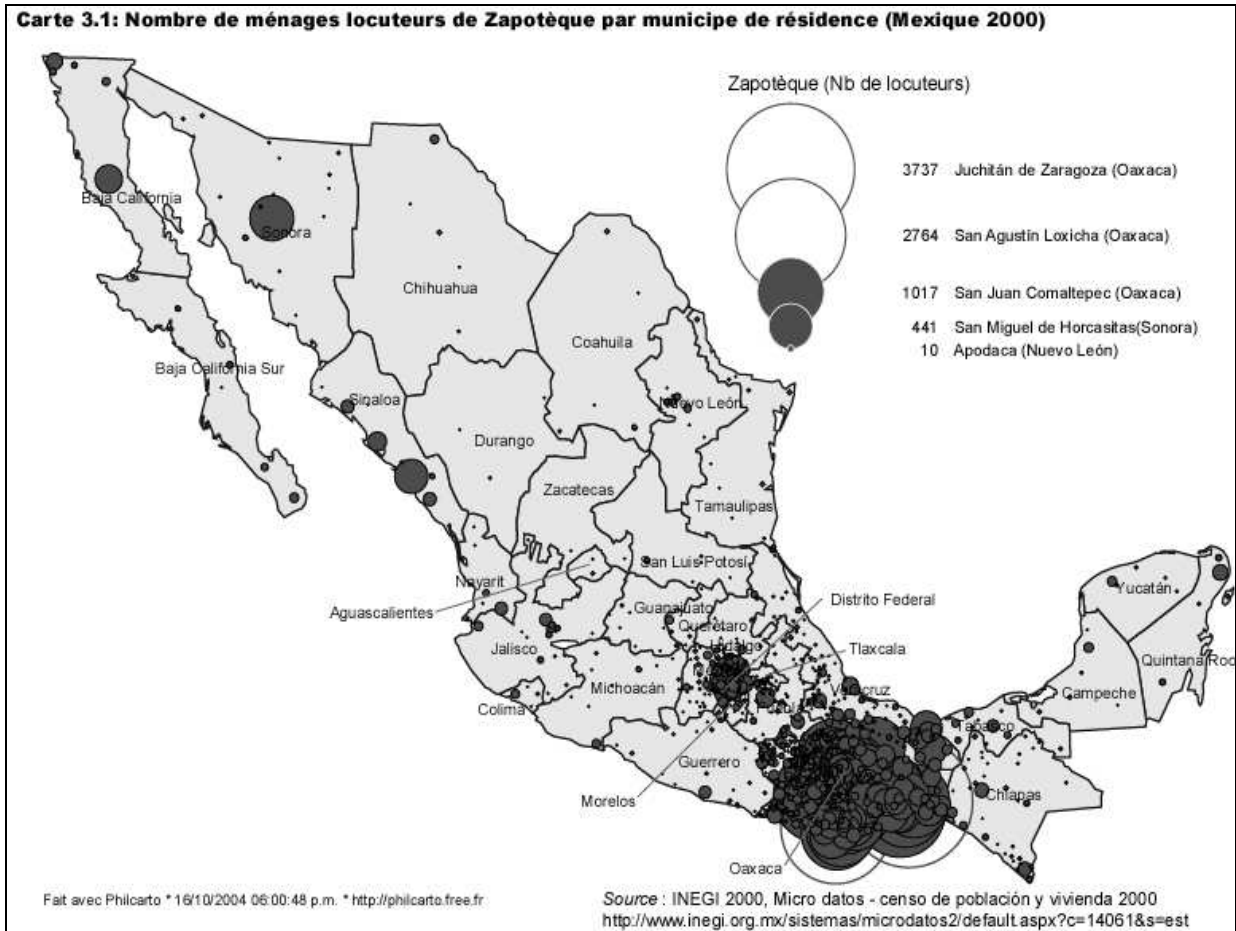 Carte 3.1: Nombre de ménages locuteurs de Zapotèque par municipe de résidence (Mexique 2000)
Zapotèque (Nb de locuteurs)
3737 Juchitán de Zaragoza (Oaxaca)
2764 San Agustín Loxicha (Oaxaca)
1017 San Juan Comaltepec (Oaxaca)
441 San Miguel de Horcasitas(Sonora)
10 Apodaca (Nuevo León)
Baja California
Sonora
Chihuahua
Coahuila
Baja California Sur
Sinaloa
Nuevo León
Durango
Zacatecas
Tamaulipas
San Luis Potosí
Nayarit
Aguascalientes
Guanajuato
Querétaro
Hidalgo
Distrito Federal
Yucatán
Jalisco
Tlaxcala
Quintana Roo
Michoacán
Campeche
Colima
Veracruz
Puebla
Tabasco
Guerrero
Morelos
Chiapas
Oaxaca
Fait avec Philcarto * 16/10/2004 06:00:48 p.m. * http://philcarto.free.fr
Source : INEGI 2000, Micro datos - censo de población y vivienda 2000
http://www.inegi.org.mx/sistemas/microdatos2/default.aspx?c=14061&s=est